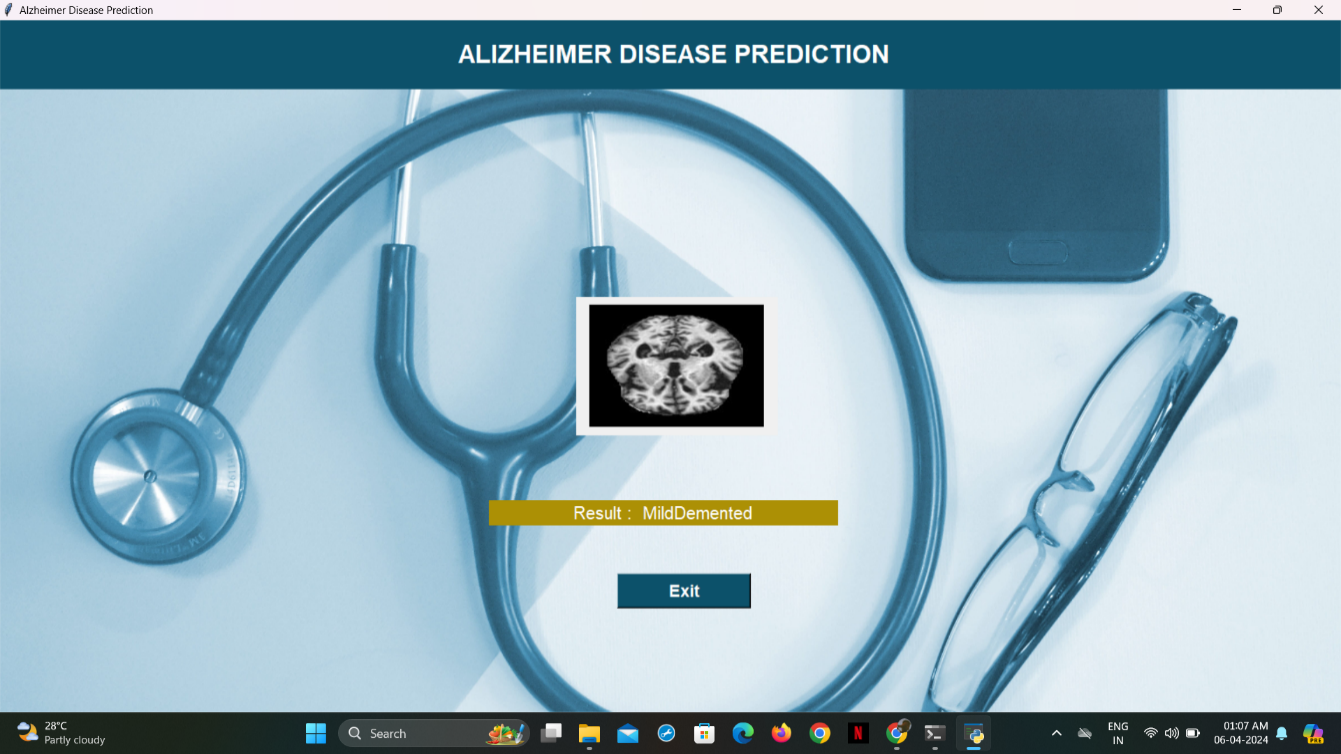 Alzheimer Disease Prediction
ALIZHEIMER DISEASE PREDICTION
Result : MildDemented
Exit
28°C
Partly cloudy
Search
ENG
IN
01:07 AM
06-04-2024
N
PRE